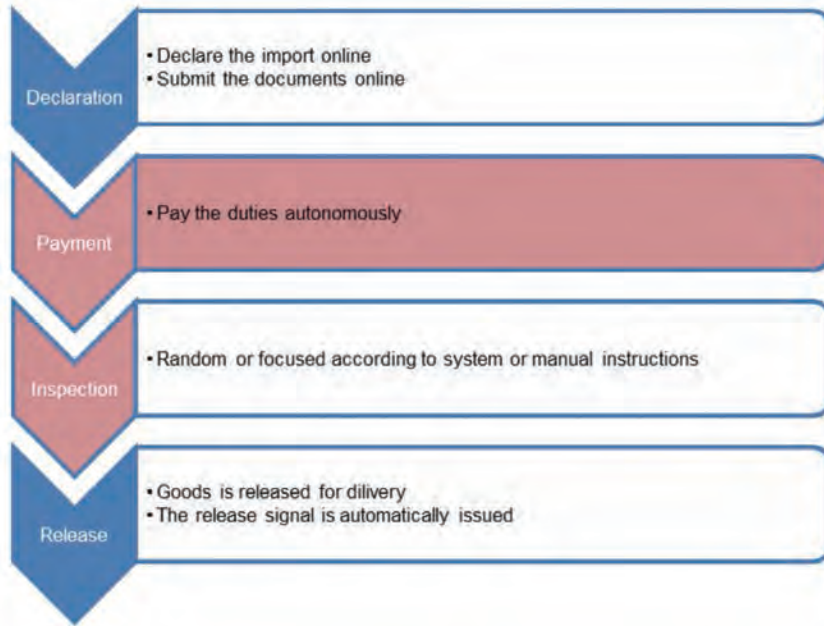 Declaration
• Declare the import online
• Submit the documents online
Payment
• Pay the duties autonomously
Inspection
• Random or focused according to system or manual instructions
Release
• Goods is released for dilivery
• The release signal is automatically issued